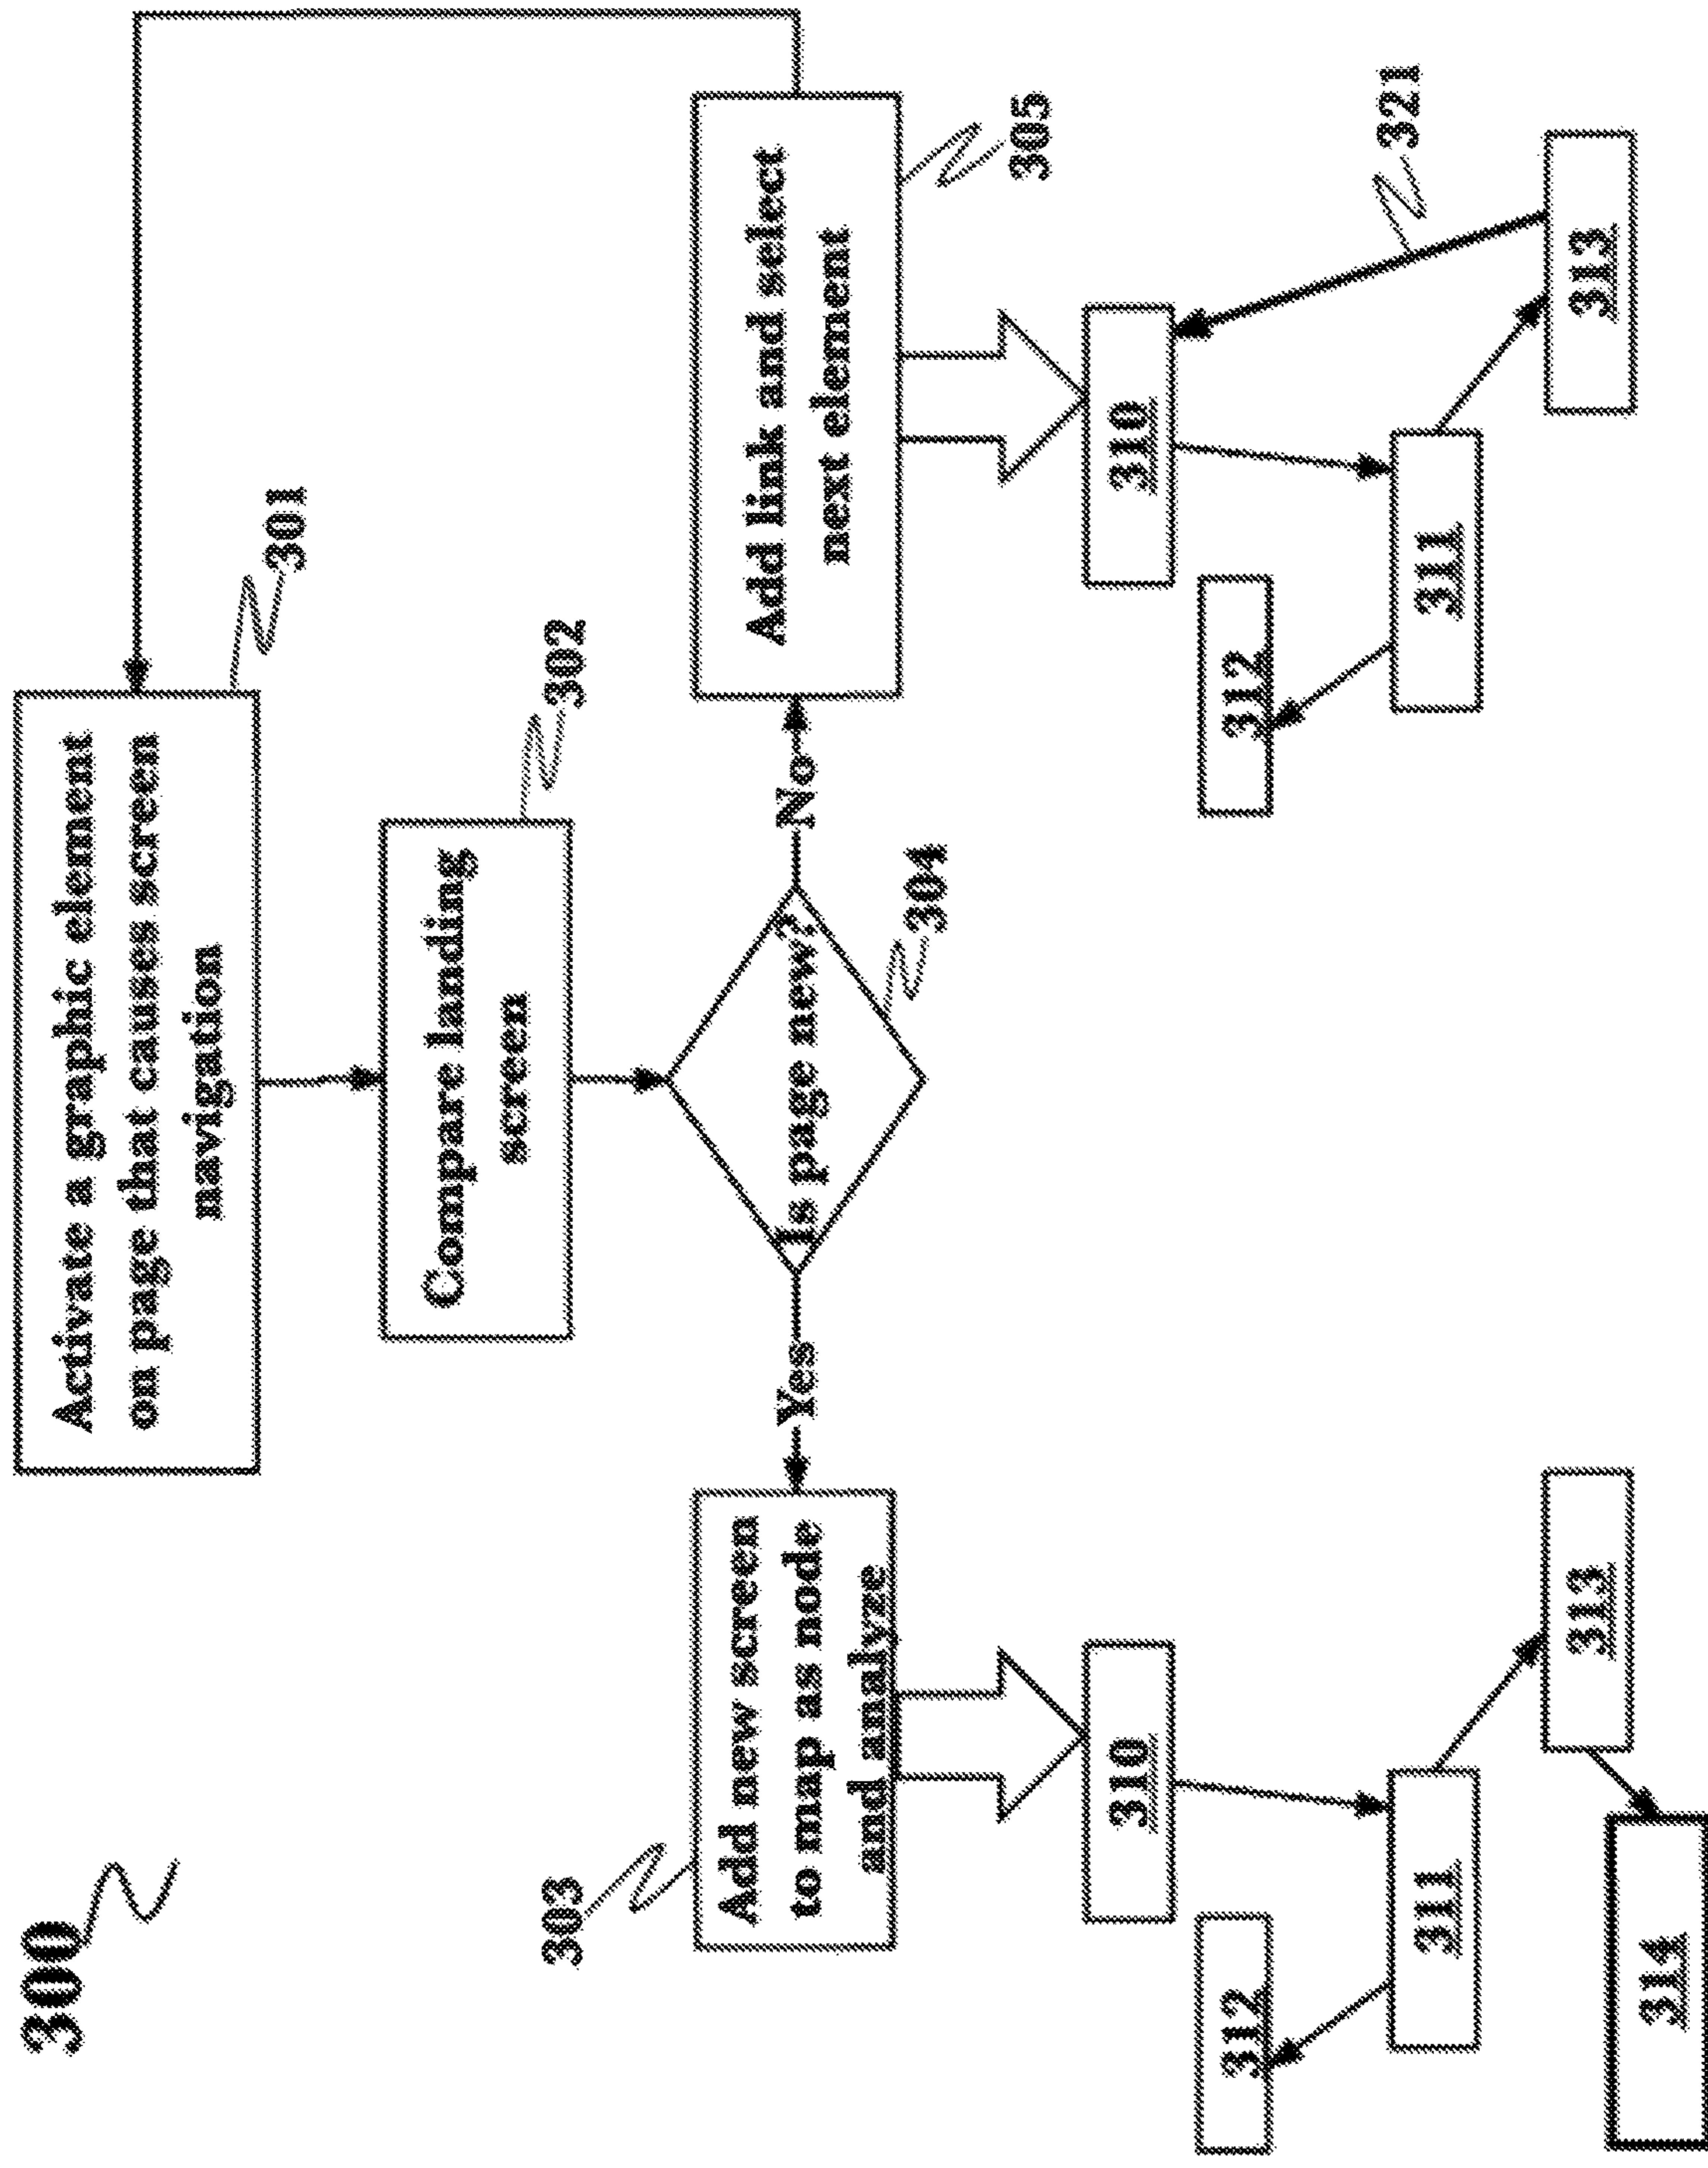 300
Activate a graphic element
on page that causes screen
navigation
301
Compare landing
screen
302
Is page new?
304
Yes
No
303
Add new screen
to map as node
and analyze
Add link and select
next element
305
310
312
311
313
314
310
312
311
313
321